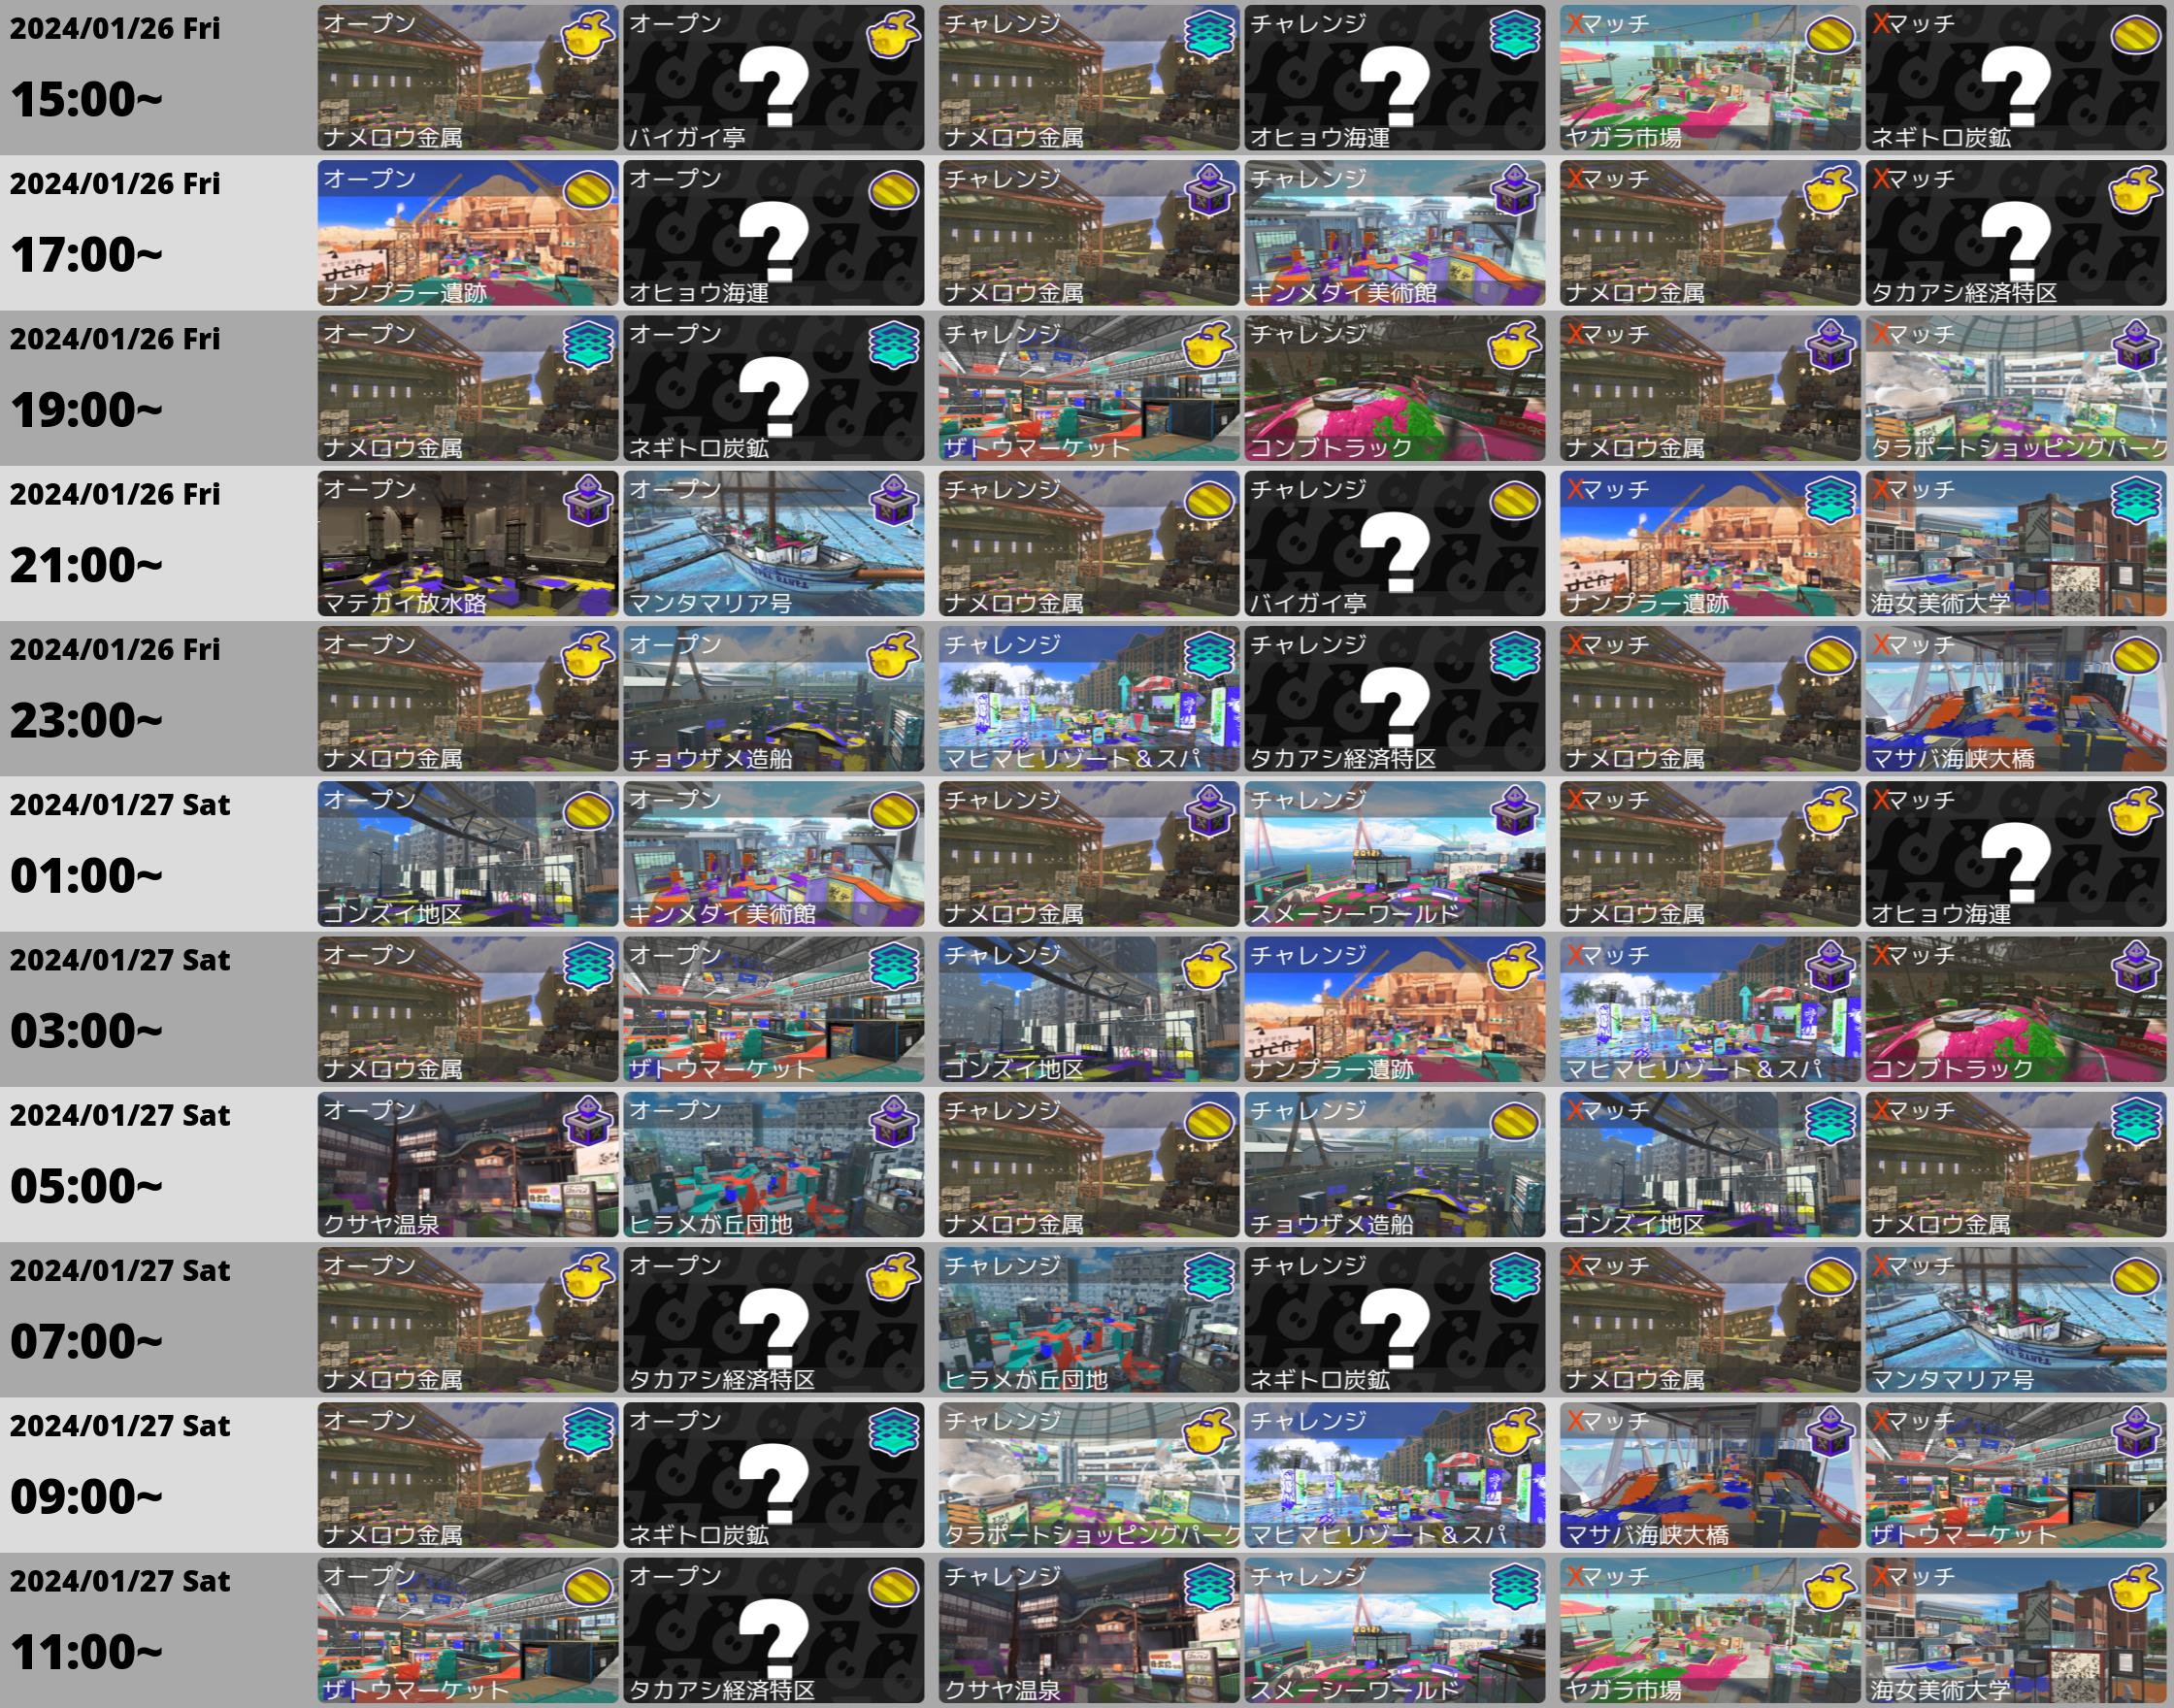 2024/01/26 Fri
15:00~
オープン
ナメロウ金属
オープン
バイガイ亭
チャレンジ
ナメロウ金属
チャレンジ
オヒョウ海運
Xマッチ
ヤガラ市場
Xマッチ
ネギトロ炭鉱
2024/01/26 Fri
17:00~
オープン
ナンプラー遺跡
オープン
オヒョウ海運
チャレンジ
ナメロウ金属
チャレンジ
キンメダイ美術館
Xマッチ
ナメロウ金属
Xマッチ
タカアシ経済特区
2024/01/26 Fri
19:00~
オープン
ナメロウ金属
オープン
ネギトロ炭鉱
チャレンジ
ザトウマーケット
チャレンジ
コンブトラック
Xマッチ
ナメロウ金属
Xマッチ
タラポートショッピングパーク
2024/01/26 Fri
21:00~
オープン
マテガイ放水路
オープン
マンタマリア号
チャレンジ
ナメロウ金属
チャレンジ
バイガイ亭
Xマッチ
ナンプラー遺跡
Xマッチ
海女美術大学
2024/01/26 Fri
23:00~
オープン
ナメロウ金属
オープン
チョウザメ造船
チャレンジ
マヒマヒリゾート&スパ
チャレンジ
タカアシ経済特区
Xマッチ
ナメロウ金属
Xマッチ
マサバ海峡大橋
2024/01/27 Sat
01:00~
オープン
ゴンズイ地区
オープン
キンメダイ美術館
チャレンジ
ナメロウ金属
チャレンジ
スメーシーワールド
Xマッチ
ナメロウ金属
Xマッチ
オヒョウ海運
2024/01/27 Sat
03:00~
オープン
ナメロウ金属
オープン
ザトウマーケット
チャレンジ
ゴンズイ地区
チャレンジ
ナンプラー遺跡
Xマッチ
マヒマヒリゾート&スパ
Xマッチ
コンブトラック
2024/01/27 Sat
05:00~
オープン
クサヤ温泉
オープン
ヒラメが丘団地
チャレンジ
ナメロウ金属
チャレンジ
チョウザメ造船
Xマッチ
ゴンズイ地区
Xマッチ
ナメロウ金属
2024/01/27 Sat
07:00~
オープン
ナメロウ金属
オープン
タカアシ経済特区
チャレンジ
ヒラメが丘団地
チャレンジ
ネギトロ炭鉱
Xマッチ
ナメロウ金属
Xマッチ
マンタマリア号
2024/01/27 Sat
09:00~
オープン
ナメロウ金属
オープン
ネギトロ炭鉱
チャレンジ
タラポートショッピングパーク
チャレンジ
マヒマヒリゾート&スパ
Xマッチ
マサバ海峡大橋
Xマッチ
ザトウマーケット
2024/01/27 Sat
11:00~
オープン
ザトウマーケット
オープン
タカアシ経済特区
チャレンジ
クサヤ温泉
チャレンジ
スメーシーワールド
Xマッチ
ヤガラ市場
Xマッチ
海女美術大学